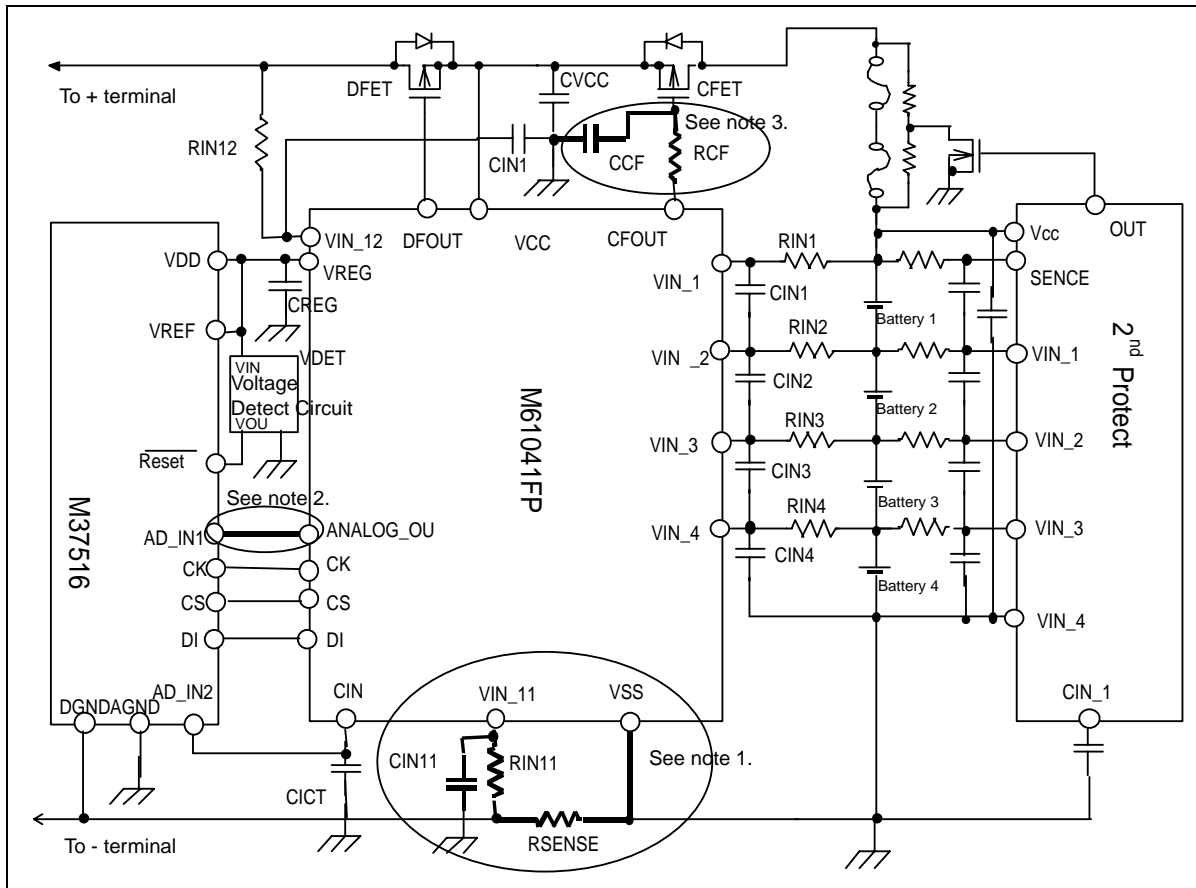 DFET
CVCC
CFET
To + terminal
See note 3.
RIN12
CIN1
CCF
RCF
VIN_12
DFOUT
VCC
CFOUT
Vcc
OUT
VDD
VREG
VIN_1
RIN1
SENCE
CREG
CIN1
Battery 1
VREF
VDET
VIN
Voltage
Detect Circuit
VOU
VIN _2
RIN2
VIN_1
CIN2
Battery 2
2nd Protect
M61041FP
VIN_3
RIN3
VIN_2
Reset
CIN3
Battery 3
See note 2.
M37516
AD_IN1
ANALOG_OU
VIN_4
RIN4
VIN_3
CK
CK
CIN4
Battery 4
CS
CS
DI
DI
VIN_4
DGND
AGND
AD_IN2
CIN
VIN_11
VSS
CIN_1
CIN11
RIN11
See note 1.
CICT
RSENSE
To - terminal